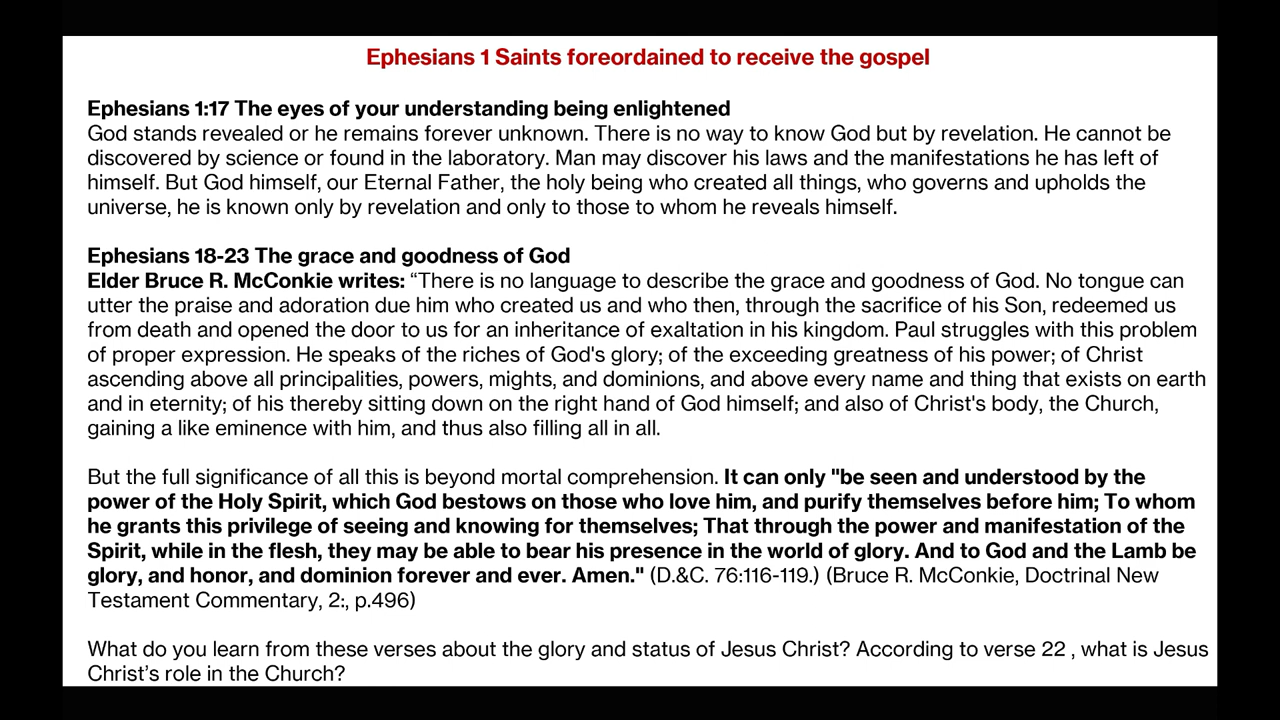 Ephesians 1 Saints foreordained to receive the gospel
Ephesians 1:17 The eyes of your understanding being enlightened
God stands revealed or he remains forever unknown. There is no way to know God but by revelation. He cannot be
discovered by science or found in the laboratory. Man may discover his laws and the manifestations he has left of
himself. But God himself, our Eternal Father, the holy being who created all things, who governs and upholds the
universe, he is known only by revelation and only to those to whom he reveals himself.
Ephesians 18-23 The grace and goodness of God
Elder Bruce R. McConkie writes: “There is no language to describe the grace and goodness of God. No tongue can
utter the praise and adoration due him who created us and who then, through the sacrifice of his Son, redeemed us
from death and opened the door to us for an inheritance of exaltation in his kingdom. Paul struggles with this problem
of proper expression. He speaks of the riches of God's glory; of the exceeding greatness of his power; of Christ
ascending above all principalities, powers, mights, and dominions, and above every name and thing that exists on earth
and in eternity; of his thereby sitting down on the right hand of God himself; and also of Christ's body, the Church,
gaining a like eminence with him, and thus also filling all in all.
But the full significance of all this is beyond mortal comprehension. It can only "be seen and understood by the
power of the Holy Spirit, which God bestows on those who love him, and purify themselves before him; To whom
he grants this privilege of seeing and knowing for themselves; That through the power and manifestation of the
Spirit, while in the flesh, they may be able to bear his presence in the world of glory. And to God and the Lamb be
glory, and honor, and dominion forever and ever. Amen." (D.&C. 76:116-119.) (Bruce R. McConkie, Doctrinal New
Testament Commentary, 2:, p.496)
What do you learn from these verses about the glory and status of Jesus Christ? According to verse 22 , what is Jesus
Christ’s role in the Church?